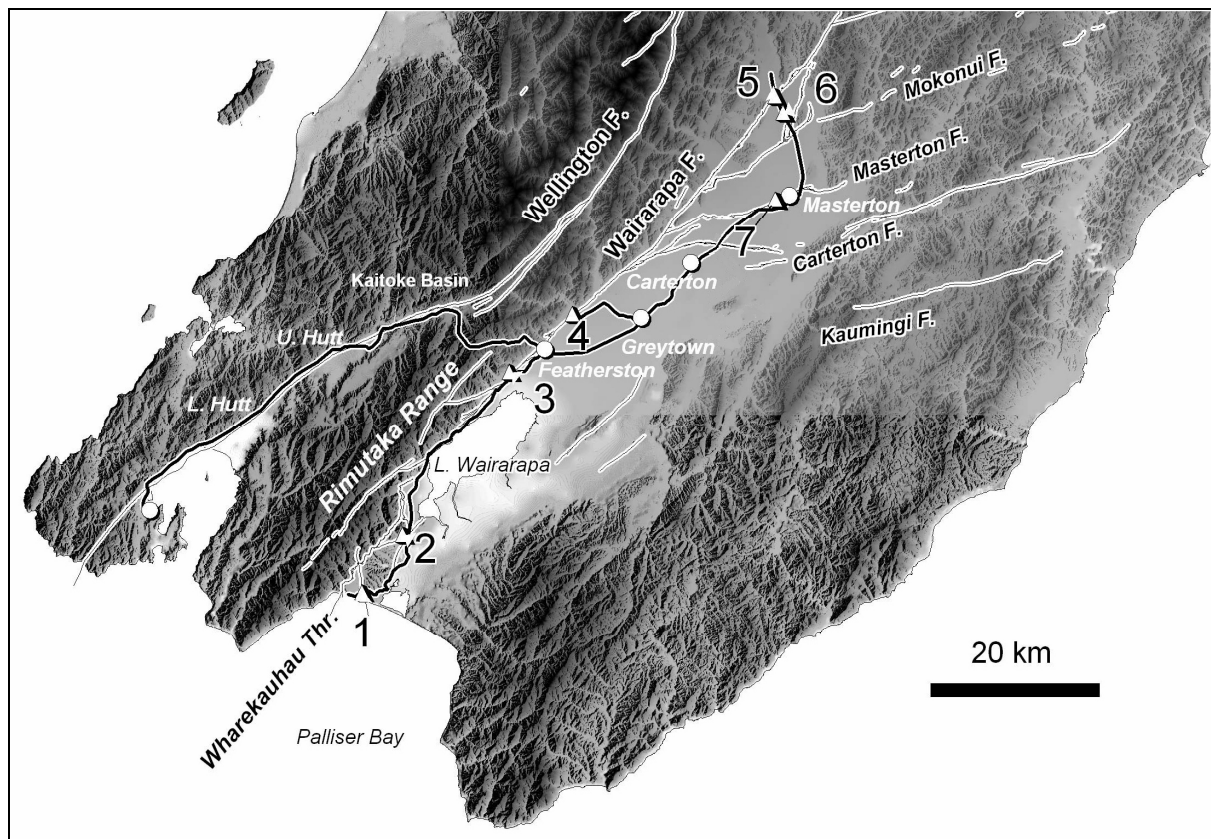 5
6
Mokonui F.
Wellington F.
Wairarapa F.
Masterton F.
Masterton
7
Carterton F.
Kaitoke Basin
Carterton
U. Hutt
4
Greytown
Kaumingi F.
Featherston
L. Hutt
3
Rimutaka Range
L. Wairarapa
2
1
20 km
Wharekauhau Thr.
Palliser Bay